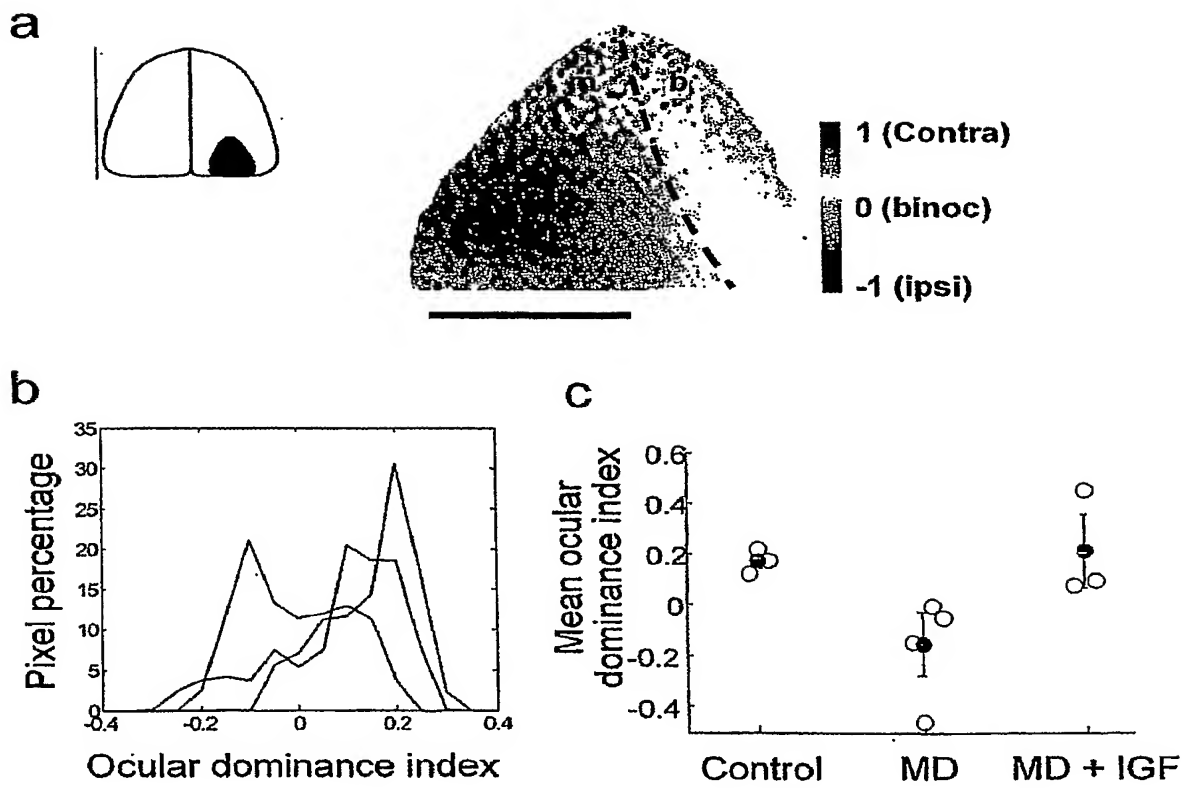 a
m
b
1 (Contra)
0 (binoc)
-1 (ipsi)
b
35
30
25
20
15
10
5
0
-0.4
-0.2
0
0.2
0.4
Pixel percentage
Ocular dominance index
c
0.6
0.4
0.2
0
-0.2
-0.4
Mean ocular
dominance index
Control
MD
MD + IGF